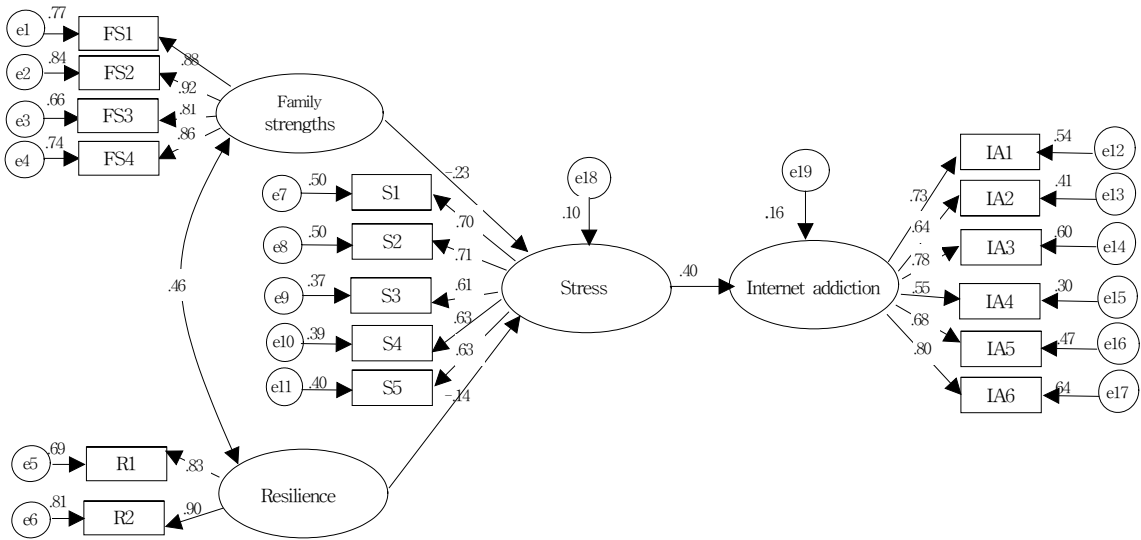 e1
.77
FS1
.88
e2
.84
FS2
.92
e3
.66
FS3
.81
e4
.74
FS4
.86
Family
strengths
-.23
.46
e7
.50
S1
.70
e8
.50
S2
.71
e9
.37
S3
.61
e10
.39
S4
.63
e11
.40
S5
.63
-.14
e18
.10
Stress
.40
e19
.16
Internet addiction
.73
IA1
.54
e12
.64
IA2
.41
e13
.78
IA3
.60
e14
.55
IA4
.30
e15
.68
IA5
.47
e16
.80
IA6
.64
e17
e5
.69
R1
.83
e6
.81
R2
.90
Resilience